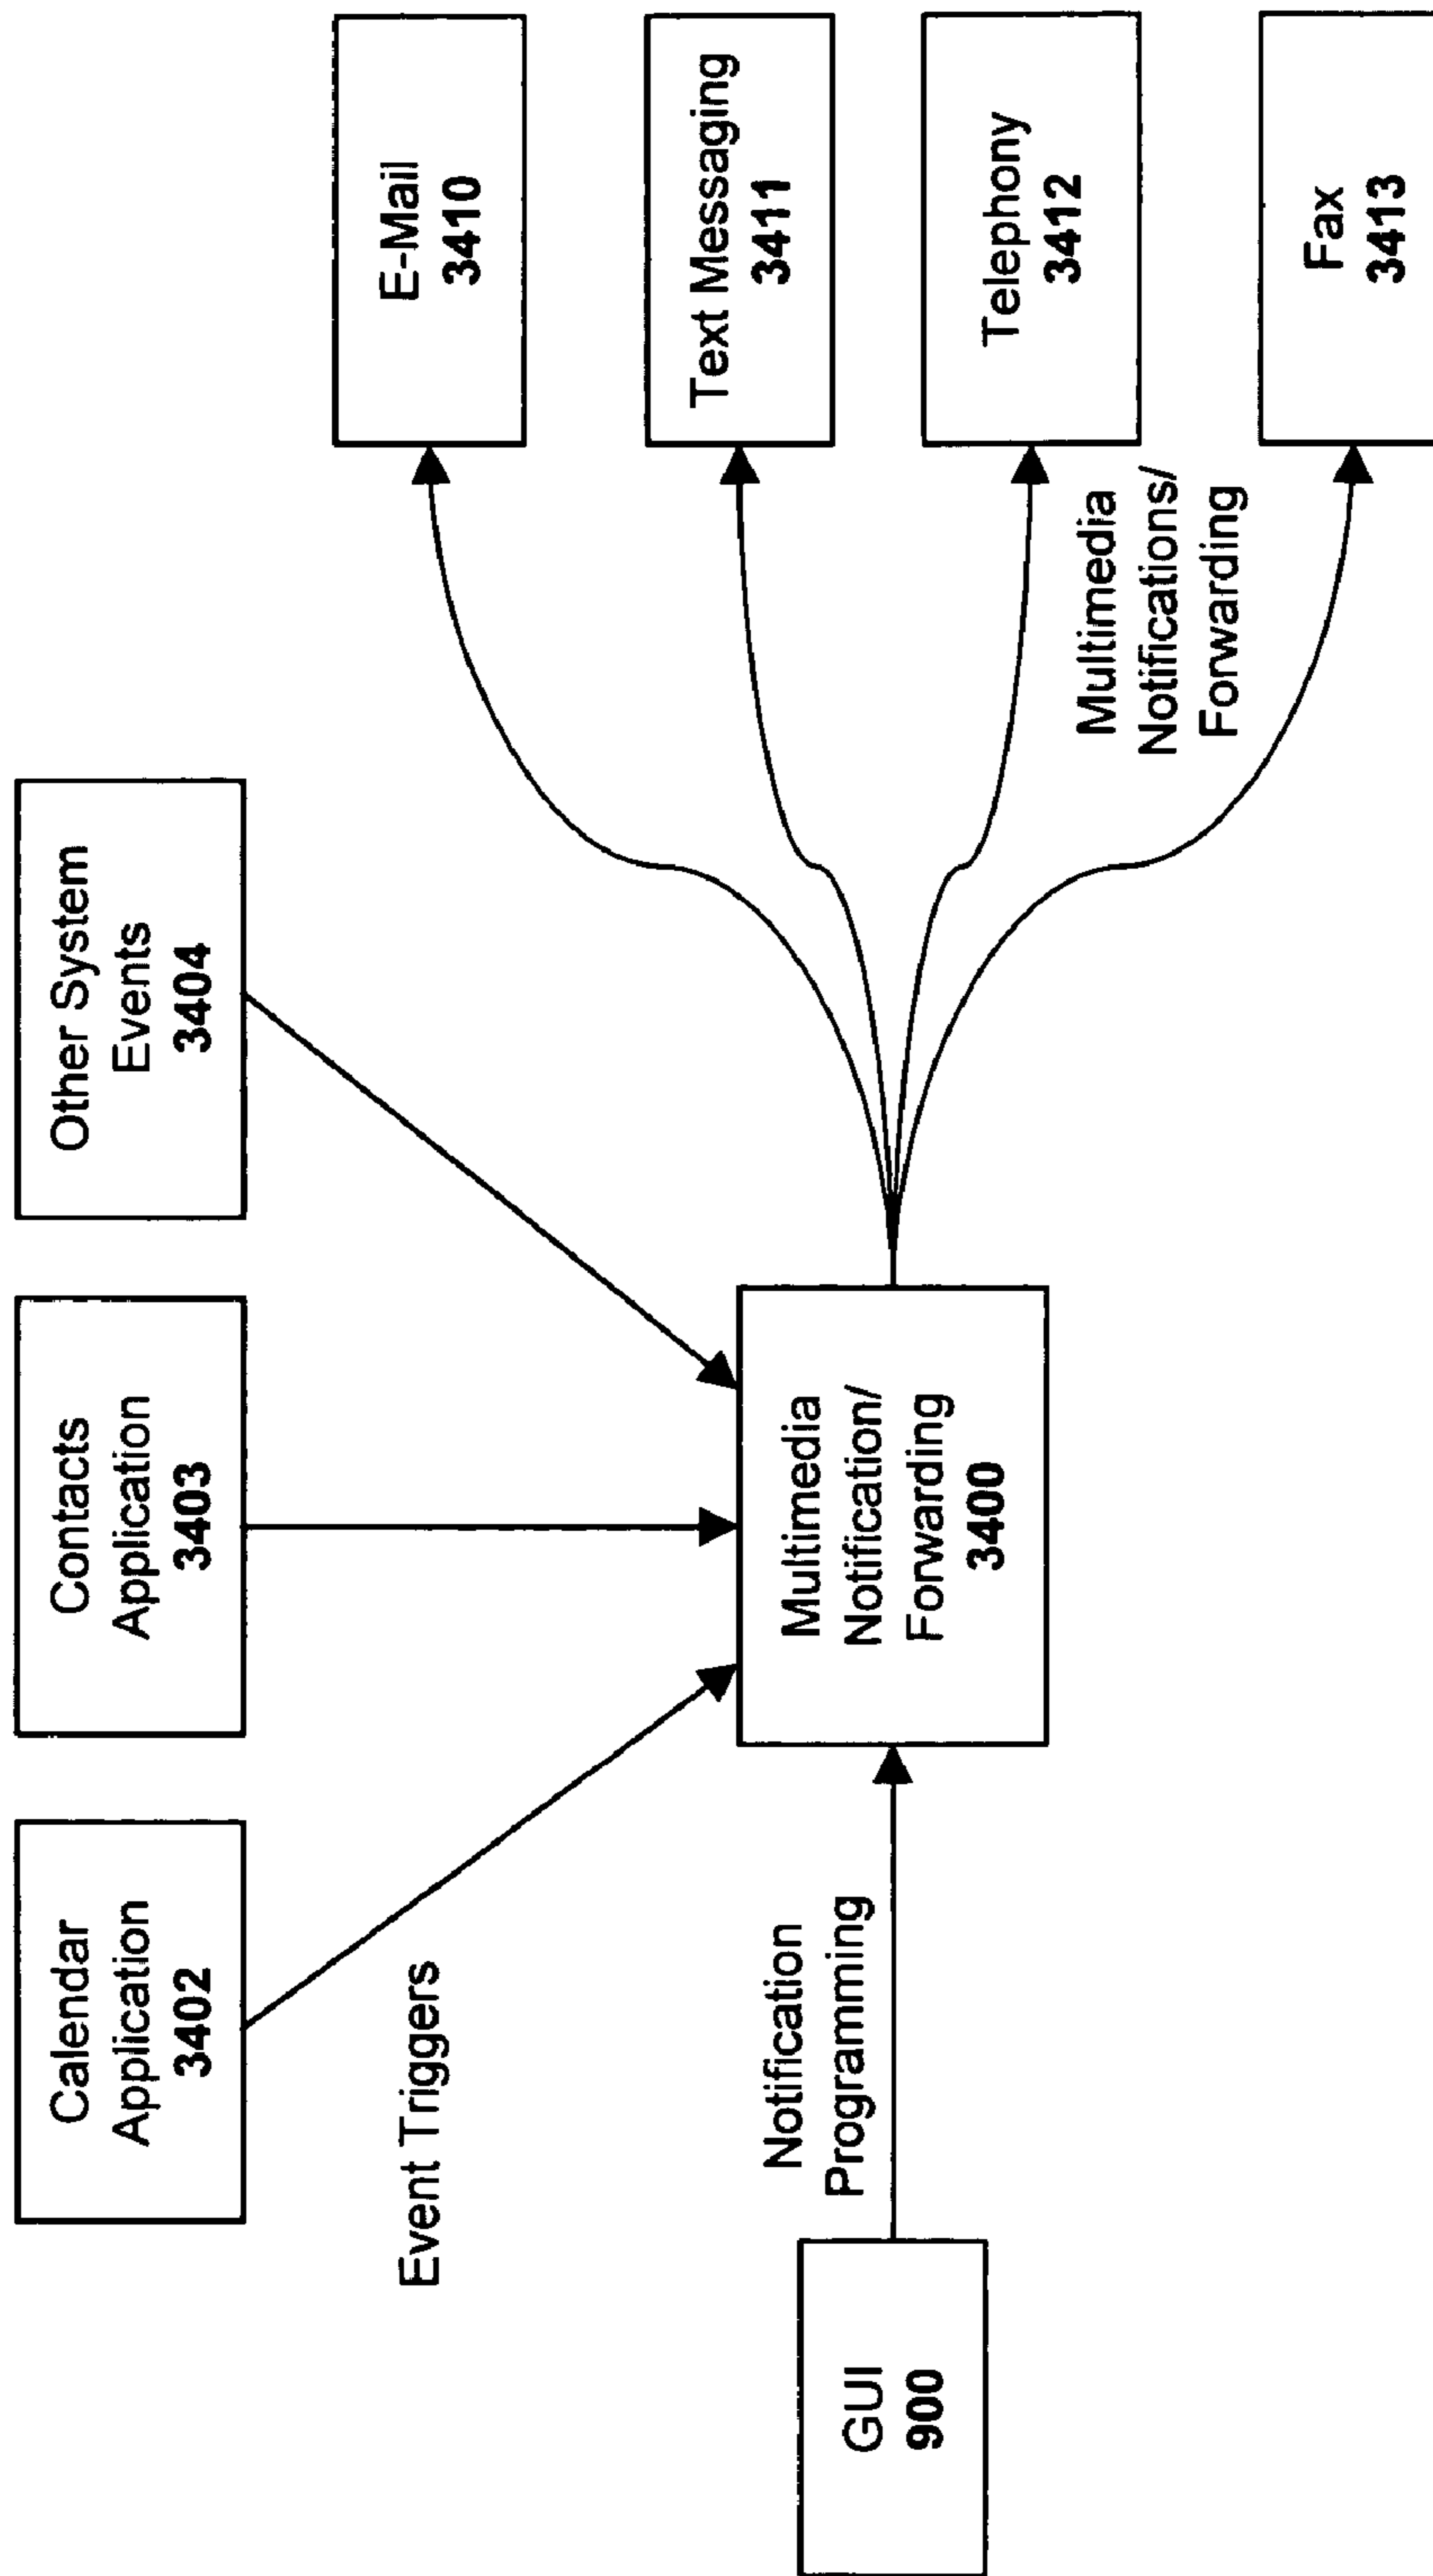 Calendar
Application
3402
Contacts
Application
3403
Other System
Events
3404
Event Triggers
E-Mail
3410
Text Messaging
3411
Telephony
3412
Fax
3413
GUI
900
Notification
Programming
Multimedia
Notification/
Forwarding
3400
Multimedia
Notifications/
Forwarding